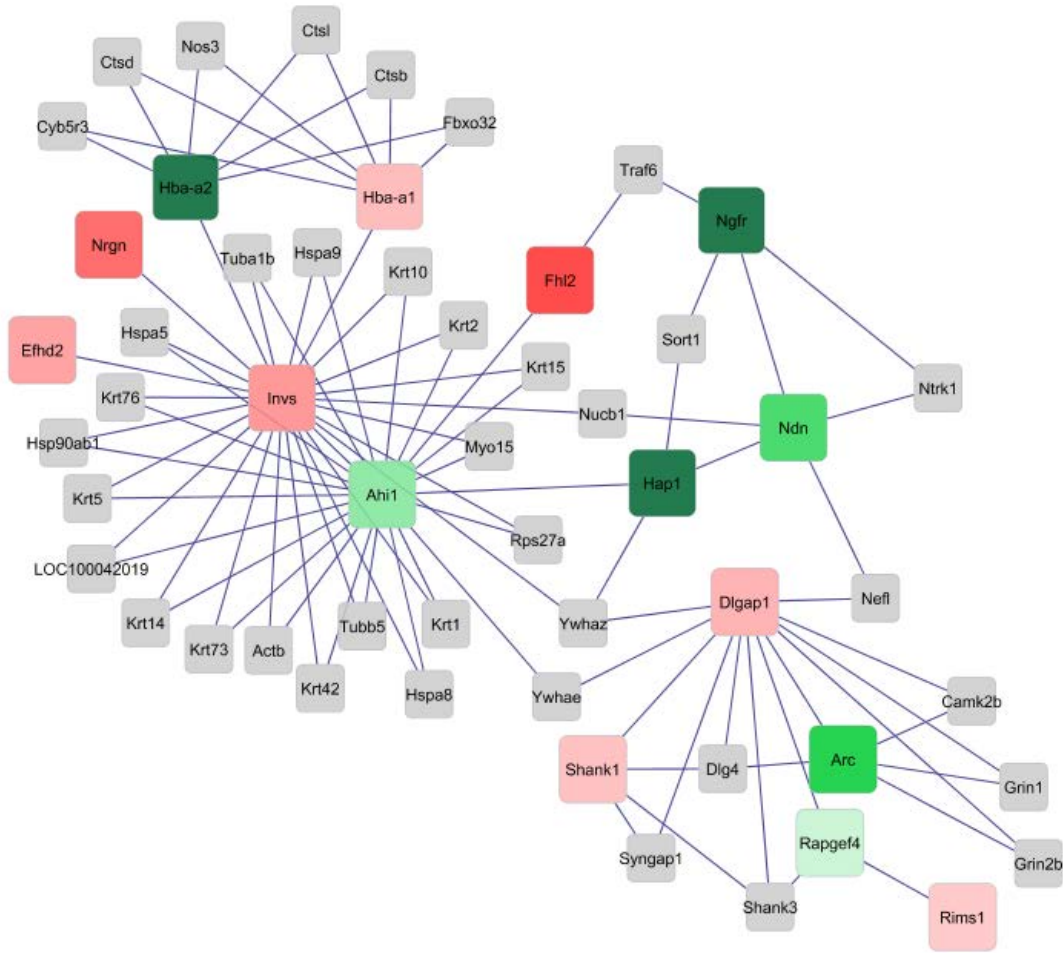 Ctsl
Nos3
Ctsd
Ctsb
Cyb5r3
Fbxo32
Traf6
Hba-a2
Hba-a1
Ngfr
Nrgn
Tuba1b
Hspa9
Krt10
Fhl2
Hspa5
Krt2
Sort1
Efhd2
Krt15
Krt76
Invs
Ntrk1
Nucb1
Ndn
Hsp90ab1
Myo15
Krt5
Ahi1
Hap1
Rps27a
LOC100042019
Dlgap1
Nefl
Krt14
Tubb5
Krt1
Ywhaz
Krt73
Actb
Krt42
Hspa8
Ywhae
Camk2b
Shank1
Dlg4
Arc
Grin1
Rapgef4
Syngap1
Grin2b
Shank3
Rims1